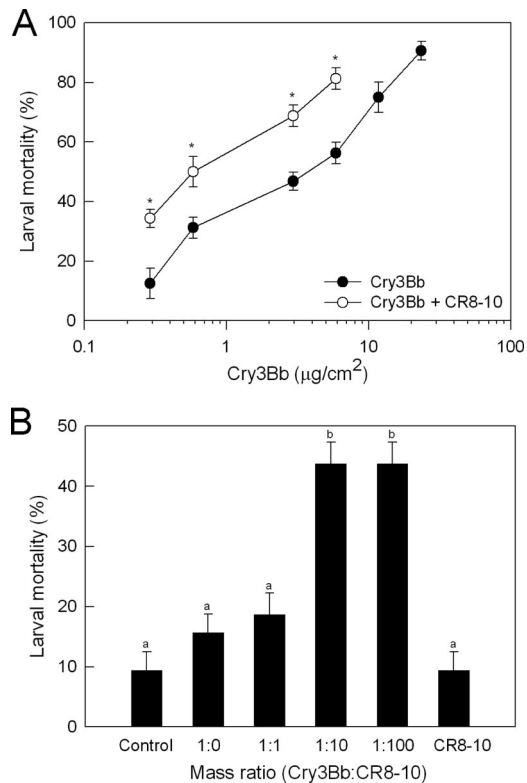 A
100
80
60
40
20
0
Larval mortality (%)
* * * *
Cry3Bb
Cry3Bb + CR8-10
0.1 1 10 100
Cry3Bb (μg/cm2)
B
50
40
30
20
10
0
Larval mortality (%)
a a a b b a
Control 1:0 1:1 1:10 1:100 CR8-10
Mass ratio (Cry3Bb:CR8-10)